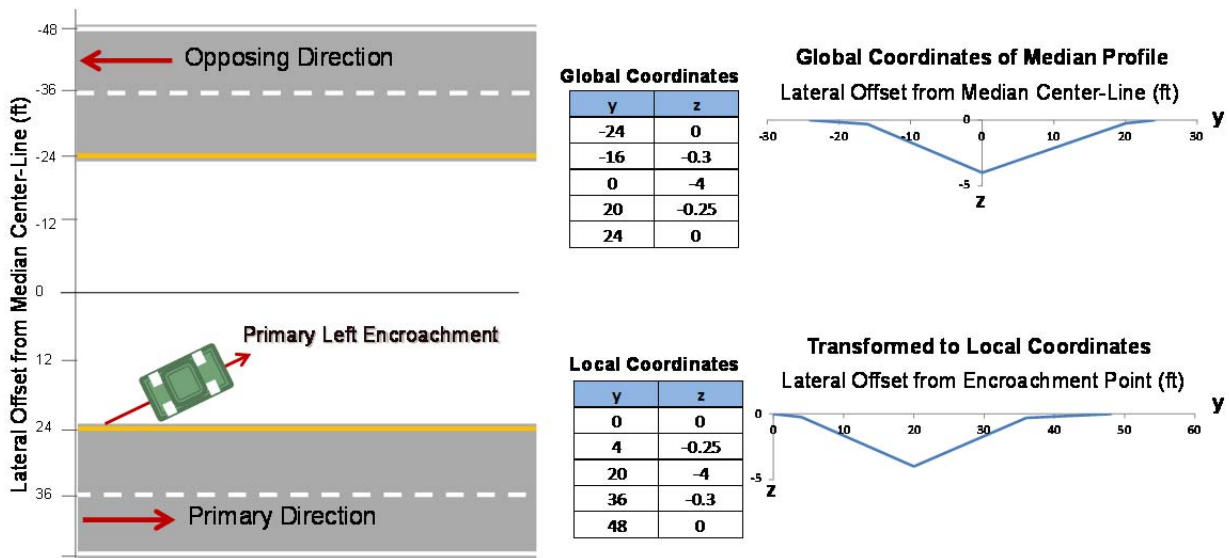 Lateral Offset from Median Center-Line (ft)
-48
-36
-24
-12
0
12
24
36
Opposing Direction
Primary Left Encroachment
Primary Direction
Global Coordinates
y z
-24 0
-16 -0.3
0 -4
20 -0.25
24 0
Global Coordinates of Median Profile
Lateral Offset from Median Center-Line (ft)
0
y
-30 -20 -10 0 10 20 30
-5
z
Local Coordinates
y z
0 0
4 -0.25
20 -4
36 -0.3
48 0
Transformed to Local Coordinates
Lateral Offset from Encroachment Point (ft)
y
0
0 10 20 30 40 50 60
-5
z